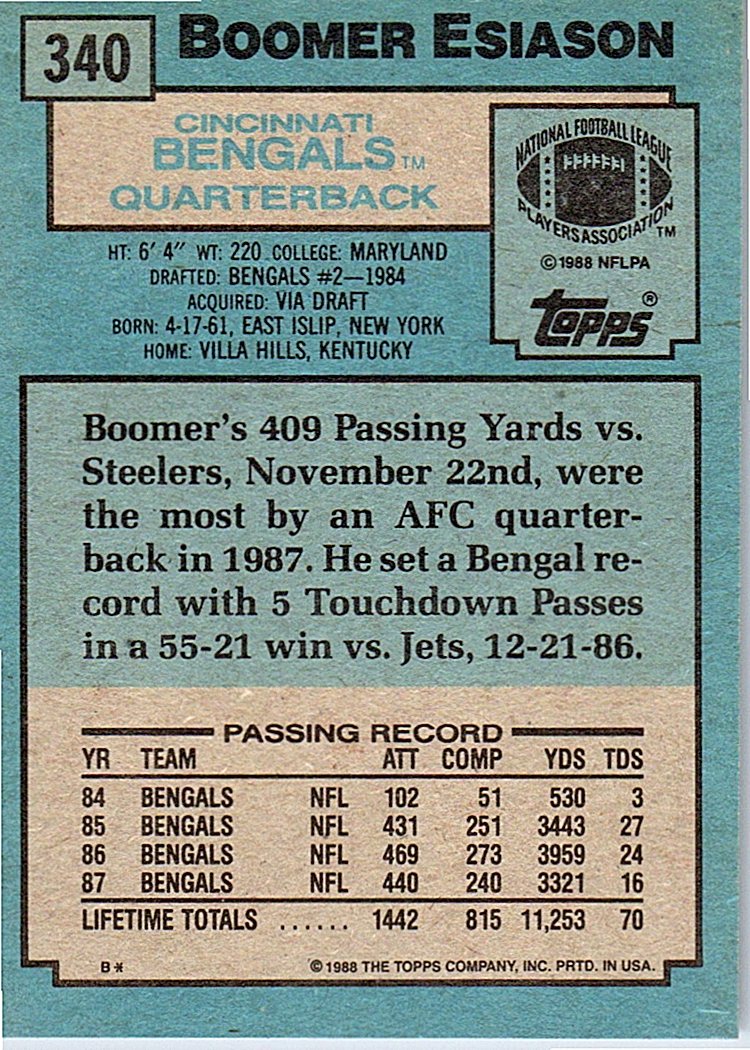 340
BOOMER ESIASON
CINCINNATI
BENGALS TM
QUARTERBACK
NATIONAL FOOTBALL LEAGUE
PLAYERS ASSOCIATION TM
© 1988 NFLPA
topps ®
HT: 6' 4" WT: 220 COLLEGE: MARYLAND
DRAFTED: BENGALS #2—1984
ACQUIRED: VIA DRAFT
BORN: 4-17-61, EAST ISLIP, NEW YORK
HOME: VILLA HILLS, KENTUCKY
Boomer's 409 Passing Yards vs.
Steelers, November 22nd, were
the most by an AFC quarter-
back in 1987. He set a Bengal re-
cord with 5 Touchdown Passes
in a 55-21 win vs. Jets, 12-21-86.
PASSING RECORD
YR TEAM ATT COMP YDS TDS
84 BENGALS NFL 102 51 530 3
85 BENGALS NFL 431 251 3443 27
86 BENGALS NFL 469 273 3959 24
87 BENGALS NFL 440 240 3321 16
LIFETIME TOTALS ...... 1442 815 11,253 70
B* © 1988 THE TOPPS COMPANY, INC. PRTD. IN USA.